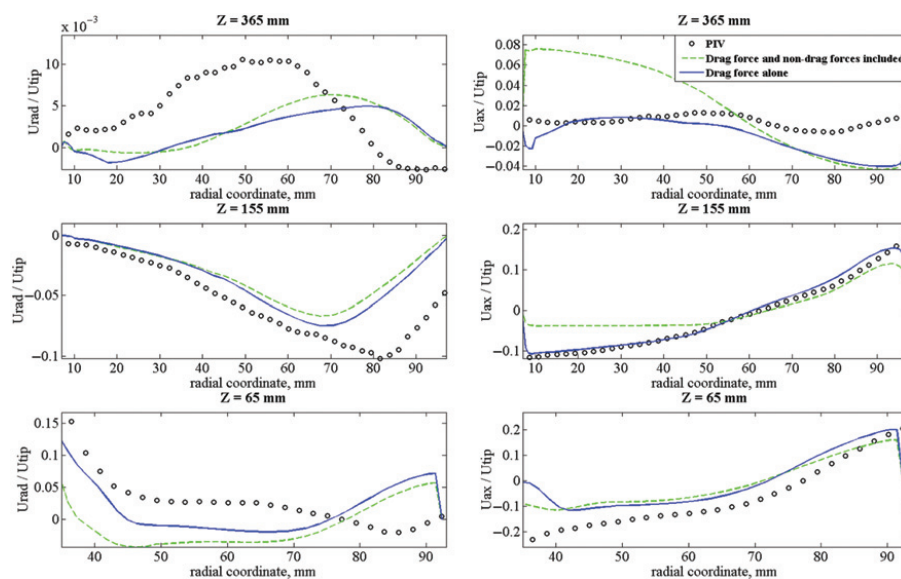 Z = 365 mm
x 10⁻³
10
5
0
Urad / Utip
10 20 30 40 50 60 70 80 90
radial coordinate, mm
Z = 365 mm
0.08
0.06
0.04
0.02
0
−0.02
−0.04
Uax / Utip
PIV
Drag force and non-drag forces included
Drag force alone
10 20 30 40 50 60 70 80 90
radial coordinate, mm
Z = 155 mm
0
−0.05
−0.1
Urad / Utip
10 20 30 40 50 60 70 80 90
radial coordinate, mm
Z = 155 mm
0.2
0.1
0
−0.1
Uax / Utip
10 20 30 40 50 60 70 80 90
radial coordinate, mm
Z = 65 mm
0.15
0.1
0.05
0
Urad / Utip
40 50 60 70 80 90
radial coordinate, mm
Z = 65 mm
0.2
0.1
0
−0.1
−0.2
Uax / Utip
40 50 60 70 80 90
radial coordinate, mm